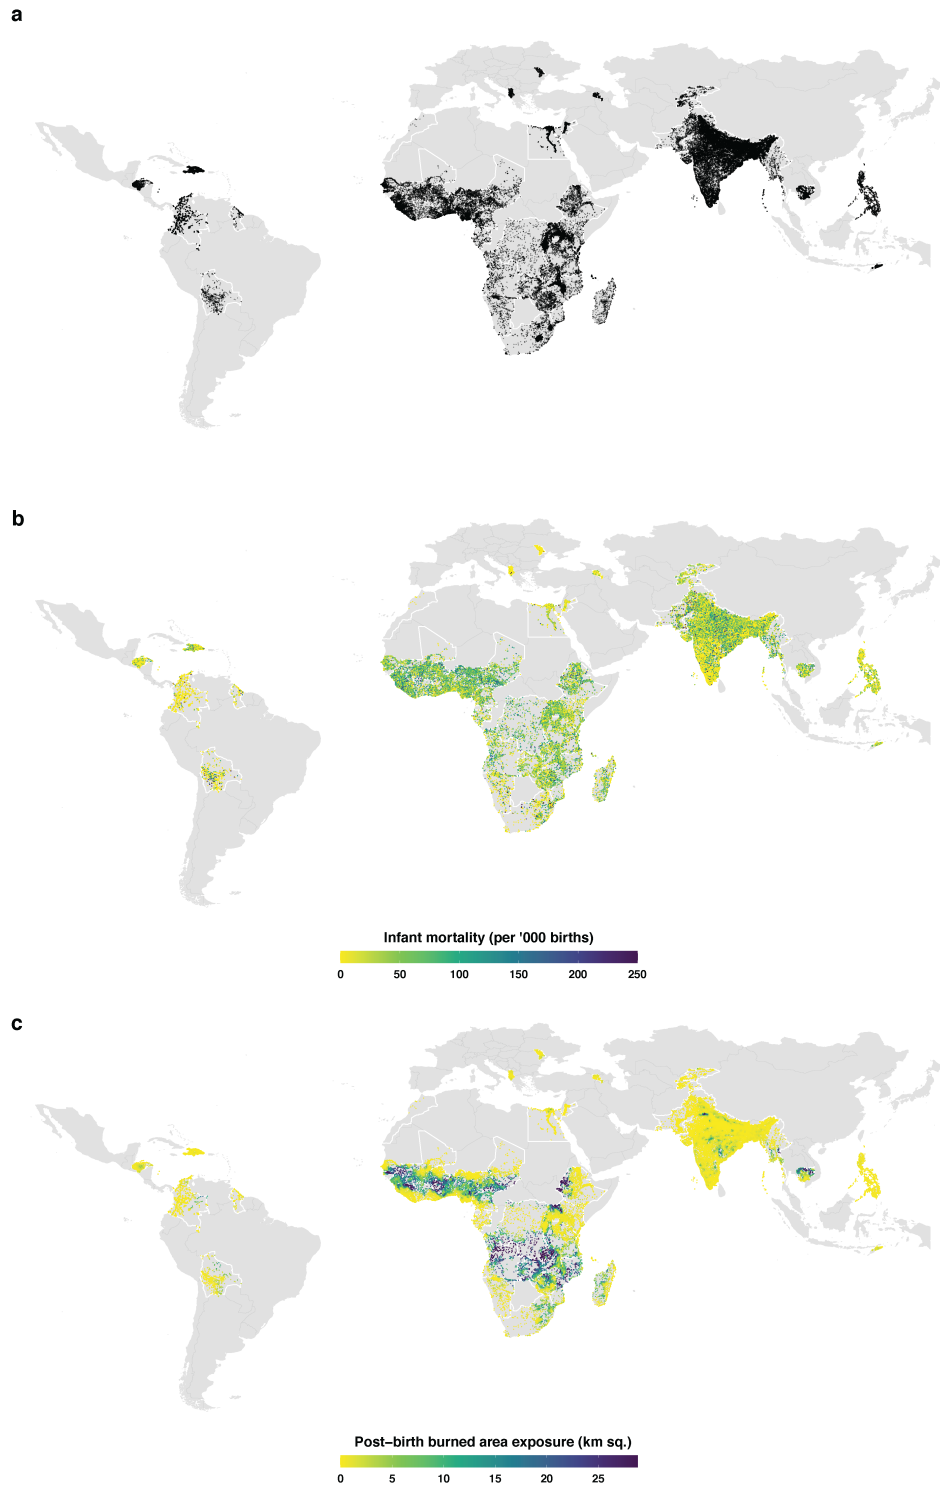 a
b
Infant mortality (per '000 births)
0 50 100 150 200 250
c
Post−birth burned area exposure (km sq.)
0 5 10 15 20 25